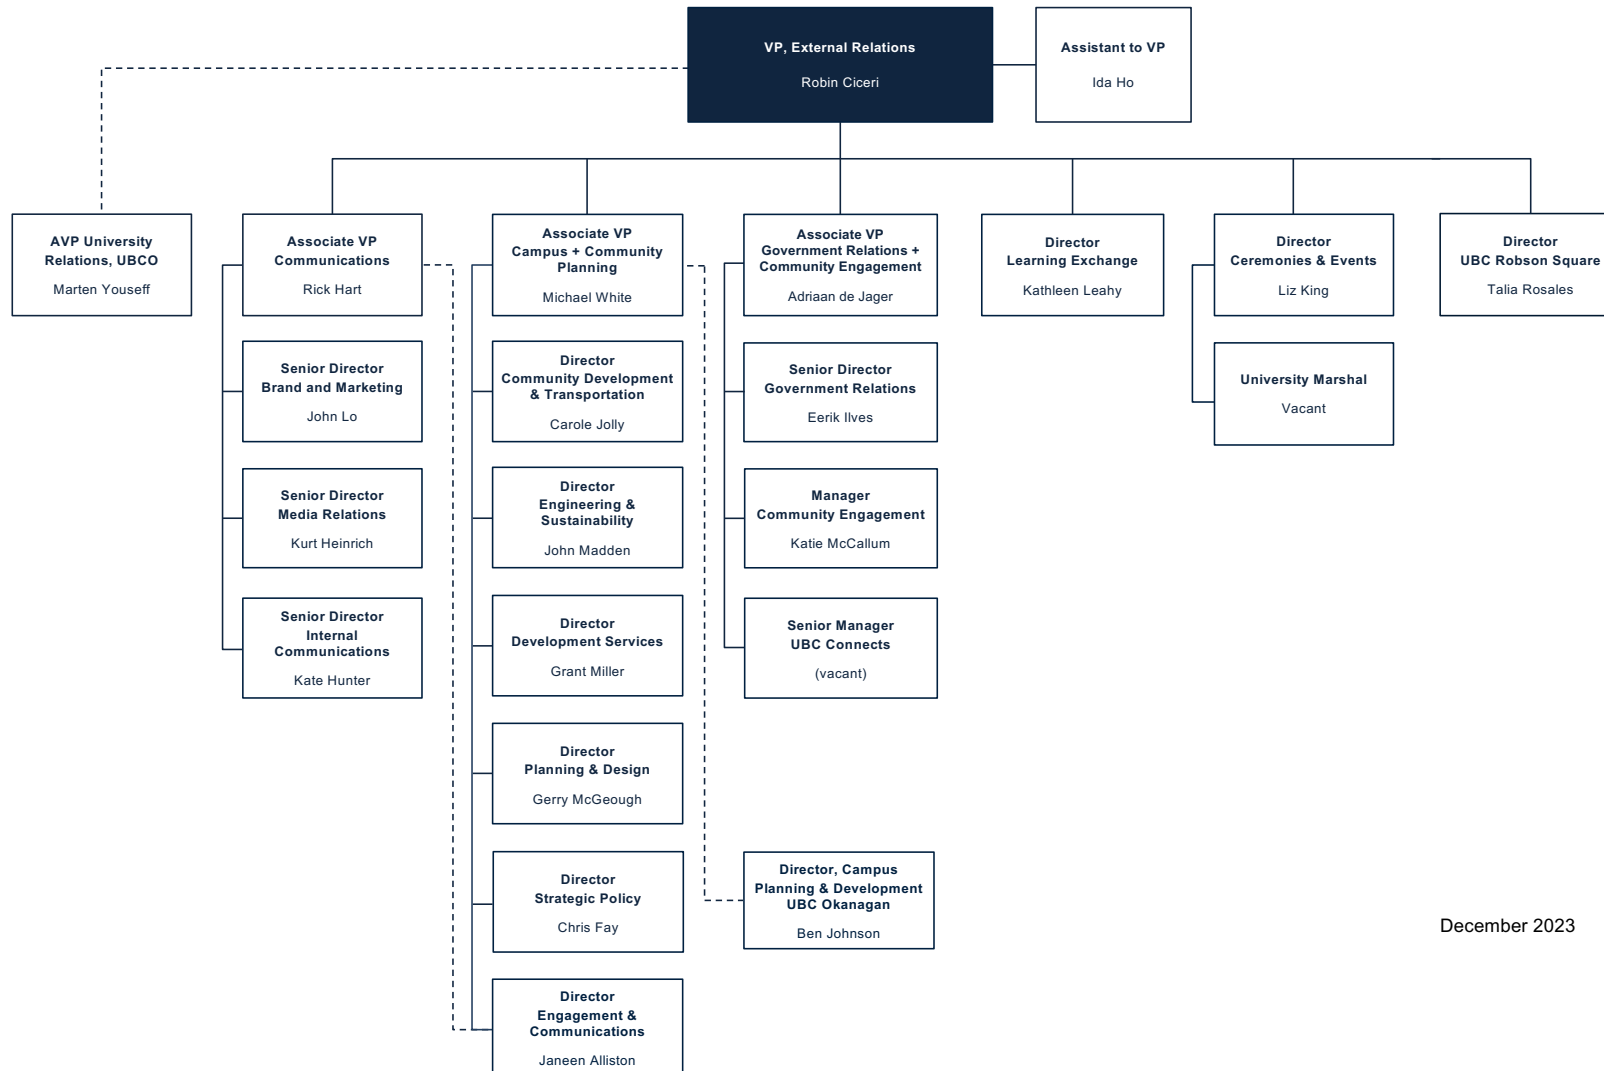 VP, External Relations
Robin Ciceri
Assistant to VP
Ida Ho
AVP University
Relations, UBCO
Marten Youseff
Associate VP
Communications
Rick Hart
Associate VP
Campus + Community
Planning
Michael White
Associate VP
Government Relations +
Community Engagement
Adriaan de Jager
Director
Learning Exchange
Kathleen Leahy
Director
Ceremonies & Events
Liz King
Director
UBC Robson Square
Talia Rosales
Senior Director
Brand and Marketing
John Lo
Director
Community Development
& Transportation
Carole Jolly
Senior Director
Government Relations
Eerik Ilves
University Marshal
Vacant
Senior Director
Media Relations
Kurt Heinrich
Director
Engineering &
Sustainability
John Madden
Manager
Community Engagement
Katie McCallum
Senior Director
Internal
Communications
Kate Hunter
Director
Development Services
Grant Miller
Senior Manager
UBC Connects
(vacant)
Director
Planning & Design
Gerry McGeough
Director
Strategic Policy
Chris Fay
Director, Campus
Planning & Development
UBC Okanagan
Ben Johnson
December 2023
Director
Engagement &
Communications
Janeen Alliston